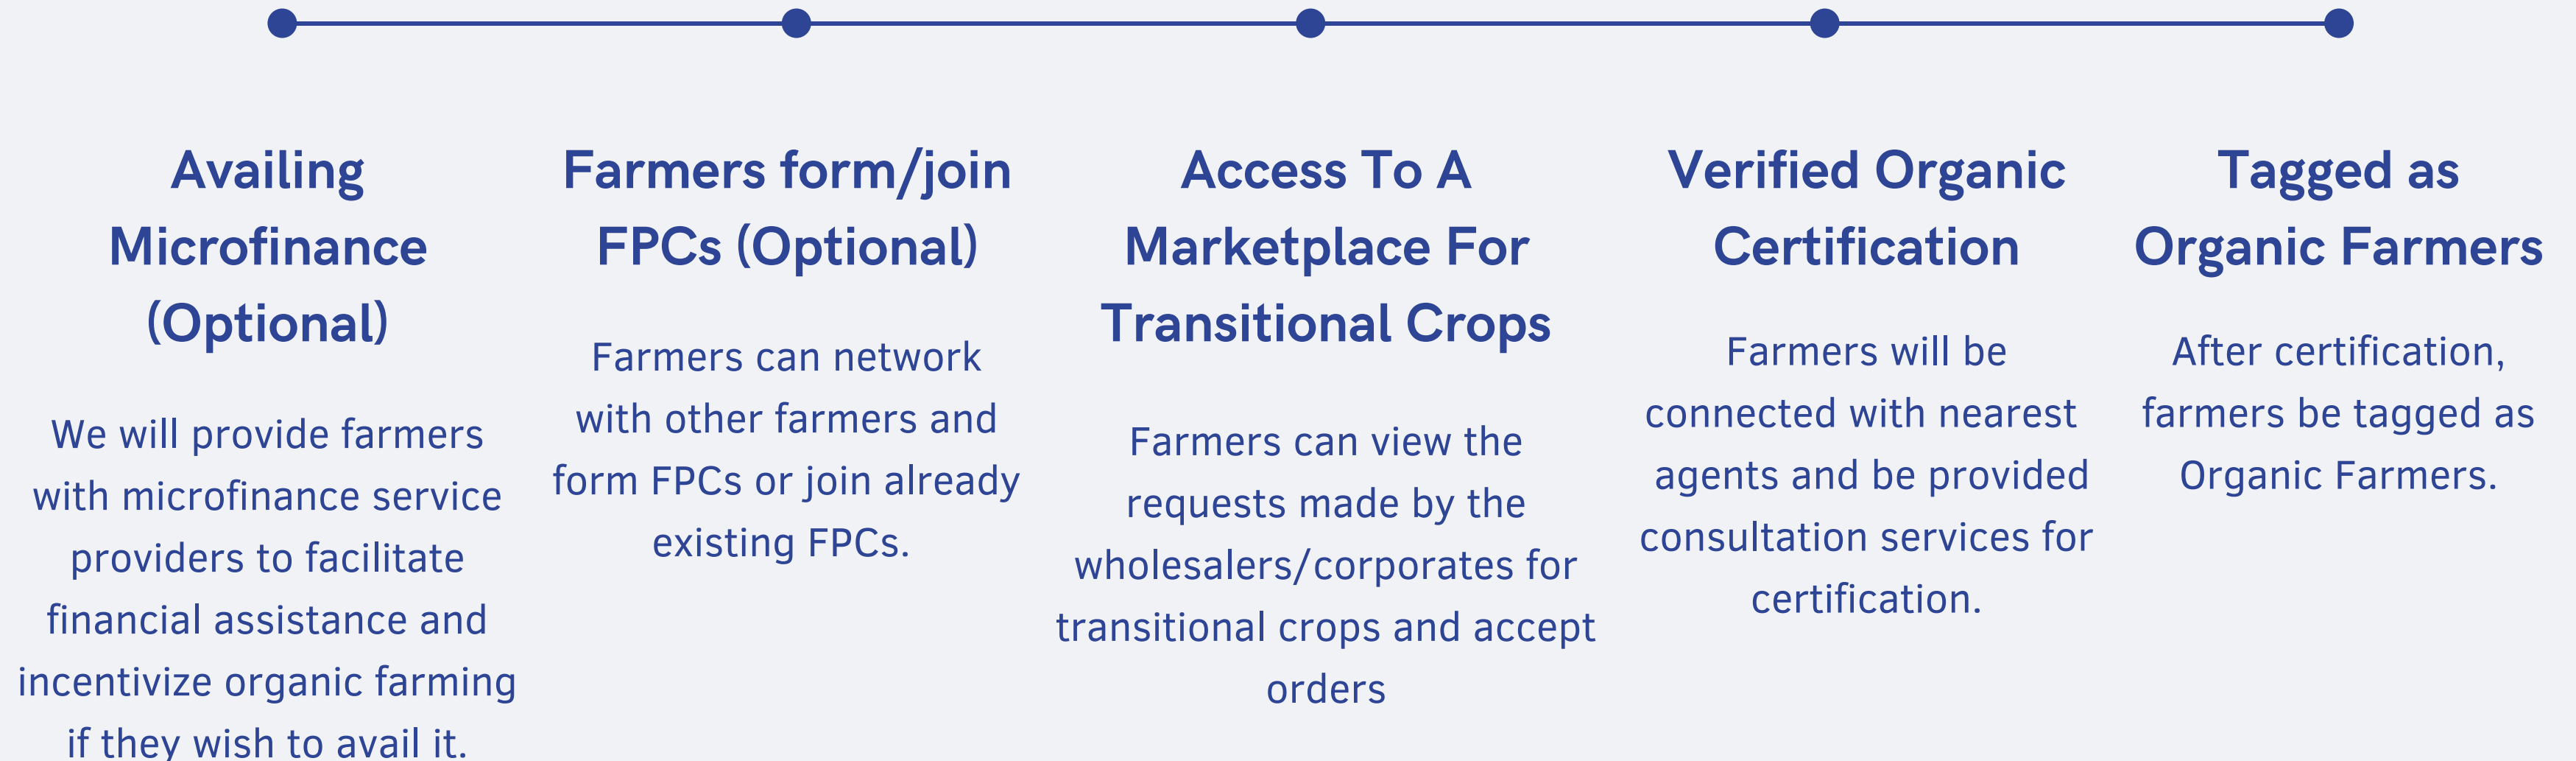 Availing
Microfinance
(Optional)
We will provide farmers
with microfinance service
providers to facilitate
financial assistance and
incentivize organic farming
if they wish to avail it.
Farmers form/join
FPCs (Optional)
Farmers can network
with other farmers and
form FPCs or join already
existing FPCs.
Access To A
Marketplace For
Transitional Crops
Farmers can view the
requests made by the
wholesalers/corporates for
transitional crops and accept
orders
Verified Organic
Certification
Farmers will be
connected with nearest
agents and be provided
consultation services for
certification.
Tagged as
Organic Farmers
After certification,
farmers be tagged as
Organic Farmers.